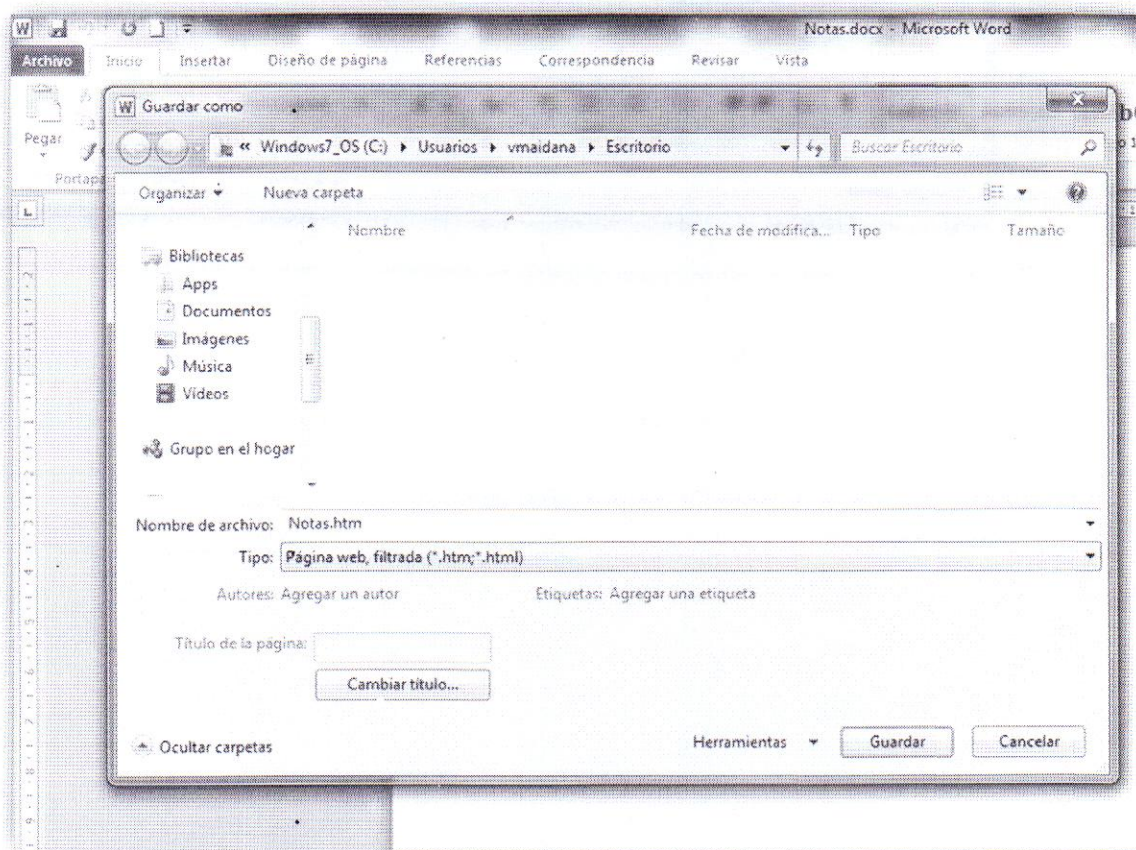 Notas.docx - Microsoft Word
Archivo Inicio Insertar Diseño de página Referencias Correspondencia Revisar Vista
Guardar como
Pegar
« Windows7_OS (C:) ▸ Usuarios ▸ vmaidana ▸ Escritorio Buscar Escritorio
Portapa
Organizar Nueva carpeta
Nombre Fecha de modifica... Tipo Tamaño
Bibliotecas
Apps
Documentos
Imágenes
Música
Vídeos
Grupo en el hogar
Nombre de archivo: Notas.htm
Tipo: Página web, filtrada (*.htm;*.html)
Autores: Agregar un autor Etiquetas: Agregar una etiqueta
Título de la página:
Cambiar título...
Ocultar carpetas Herramientas Guardar Cancelar